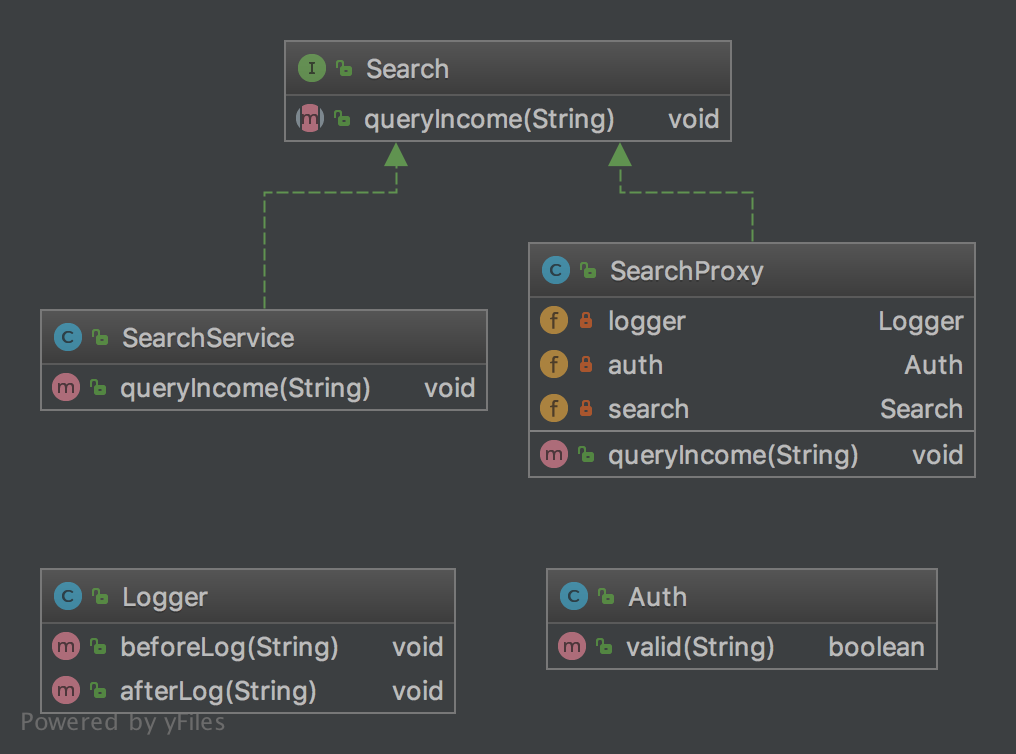 I Search
m queryIncome(String) void
C SearchProxy
f logger Logger
f auth Auth
f search Search
m queryIncome(String) void
C SearchService
m queryIncome(String) void
C Logger
m beforeLog(String) void
m afterLog(String) void
C Auth
m valid(String) boolean
Powered by yFiles